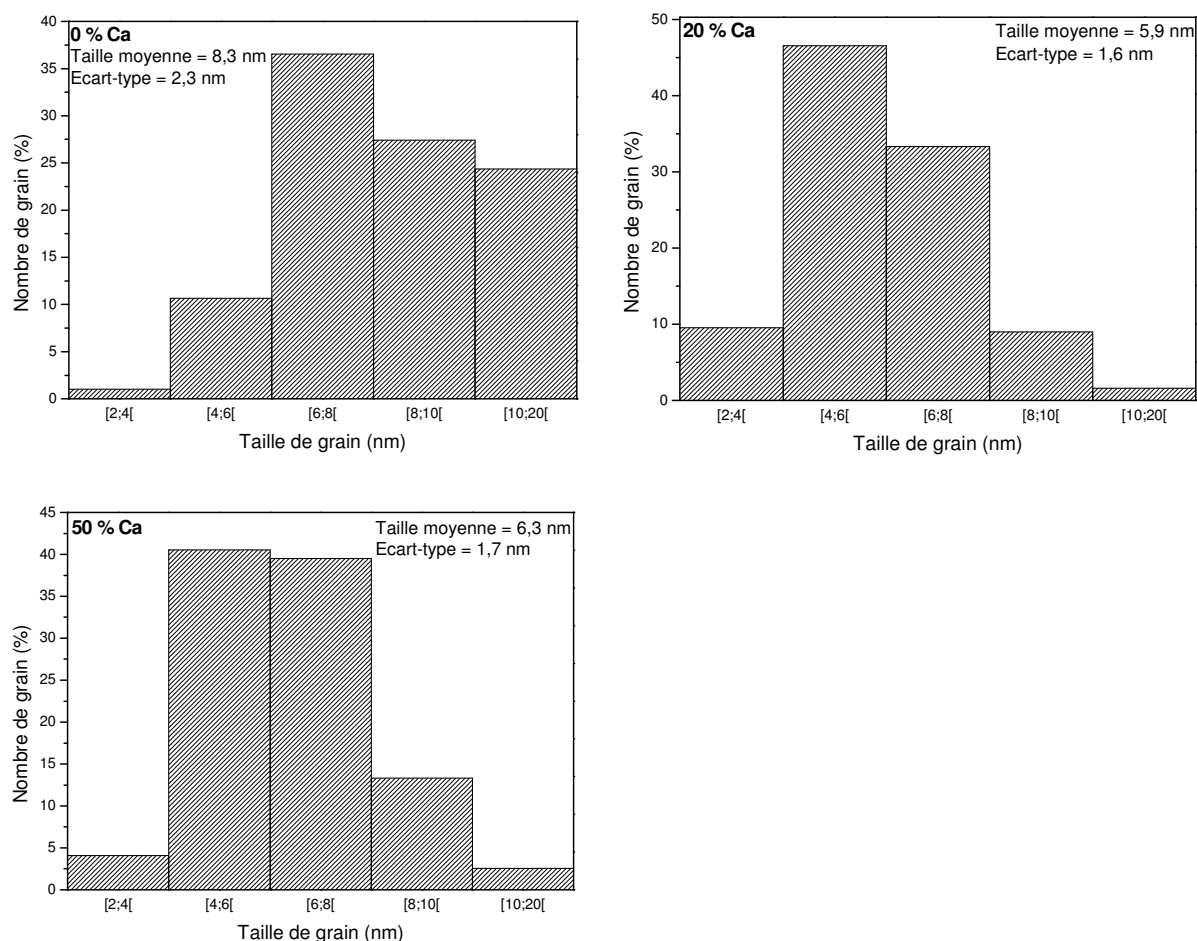 0 % Ca
Taille moyenne = 8,3 nm
Ecart-type = 2,3 nm
40
35
30
25
20
15
10
5
0
Nombre de grain (%)
[2;4[
[4;6[
[6;8[
[8;10[
[10;20[
Taille de grain (nm)
20 % Ca
Taille moyenne = 5,9 nm
Ecart-type = 1,6 nm
50
40
30
20
10
0
Nombre de grain (%)
[2;4[
[4;6[
[6;8[
[8;10[
[10;20[
Taille de grain (nm)
50 % Ca
Taille moyenne = 6,3 nm
Ecart-type = 1,7 nm
45
40
35
30
25
20
15
10
5
0
Nombre de grain (%)
[2;4[
[4;6[
[6;8[
[8;10[
[10;20[
Taille de grain (nm)